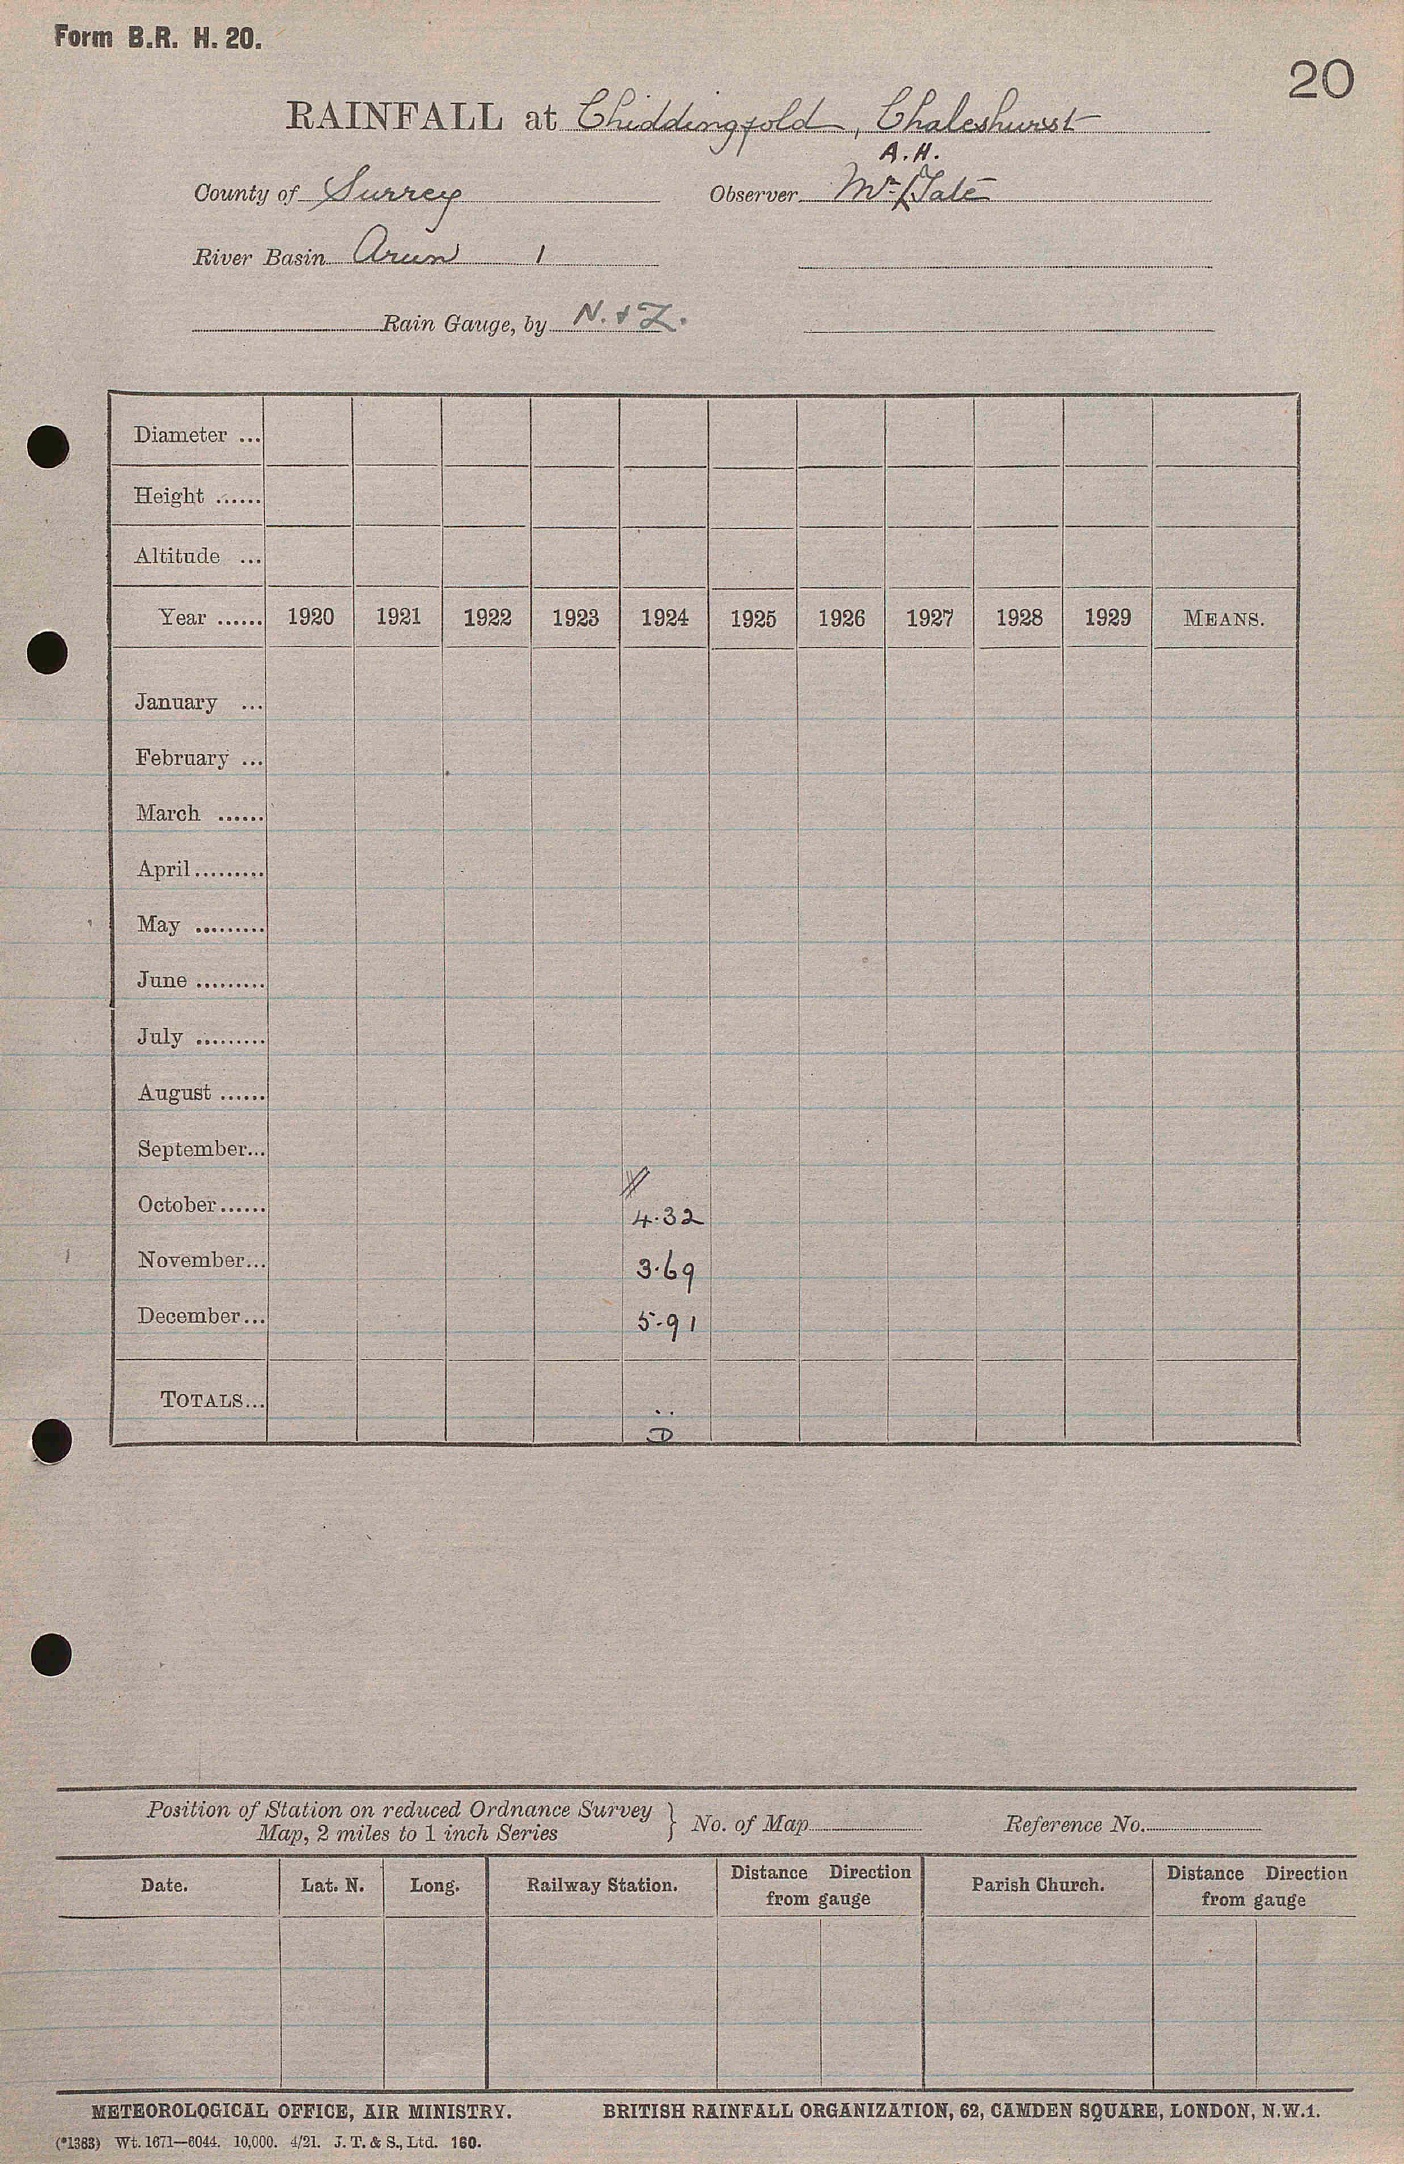 Form B.R. H. 20.
20
RAINFALL at Chiddingfold, Chaleshurst
A.H.
County of Surrey Observer Mr Tate
River Basin Arun 1
Rain Gauge, by N. & Z.
Diameter ...
Height ......
Altitude ...
Year ...... 1920 1921 1922 1923 1924 1925 1926 1927 1928 1929 MEANS.
January ...
February ...
March ......
April.........
May .........
June .........
July .........
August ......
September...
October...... 4.32
November... 3.69
December... 5.91
TOTALS... ..
D
Position of Station on reduced Ordnance Survey
Map, 2 miles to 1 inch Series } No. of Map Reference No.
Date. Lat. N. Long. Railway Station. Distance Direction from gauge Parish Church. Distance Direction from gauge
METEOROLOGICAL OFFICE, AIR MINISTRY. BRITISH RAINFALL ORGANIZATION, 62, CAMDEN SQUARE, LONDON, N.W.1.
(*1383) Wt. 1671—6044. 10,000. 4/21. J. T. & S., Ltd. 160.